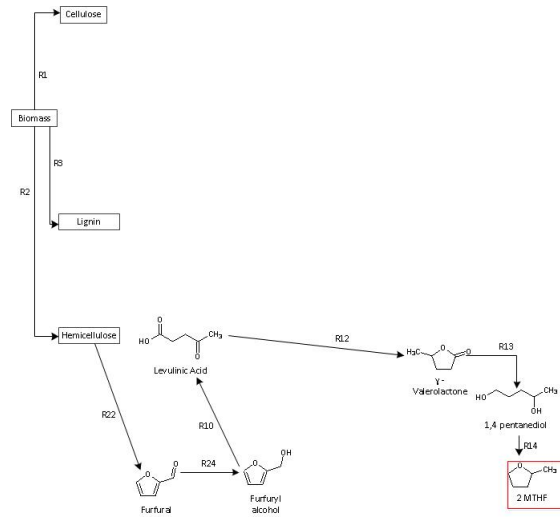 Cellulose
R1
Biomass
R3
R2
Lignin
Hemicellulose
O
HO
CH₃
O
Levulinic Acid
R12
H₃C
O
O
γ -
Valerolactone
R13
HO
CH₃
OH
1,4 pentanediol
R14
R22
R10
R24
O
O
Furfural
O
OH
Furfuryl
alcohol
O
CH₃
2 MTHF